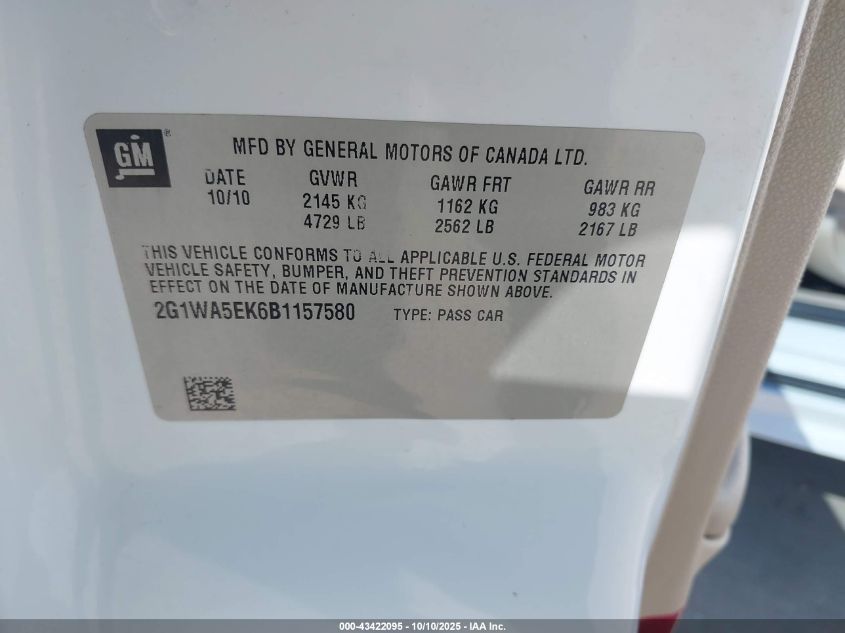 GM®
MFD BY GENERAL MOTORS OF CANADA LTD.
DATE GVWR GAWR FRT GAWR RR
10/10 2145 KG 1162 KG 983 KG
4729 LB 2562 LB 2167 LB
THIS VEHICLE CONFORMS TO ALL APPLICABLE U.S. FEDERAL MOTOR
VEHICLE SAFETY, BUMPER, AND THEFT PREVENTION STANDARDS IN
EFFECT ON THE DATE OF MANUFACTURE SHOWN ABOVE.
2G1WA5EK6B1157580 TYPE: PASS CAR
000-43422095 - 10/10/2025 - IAA Inc.